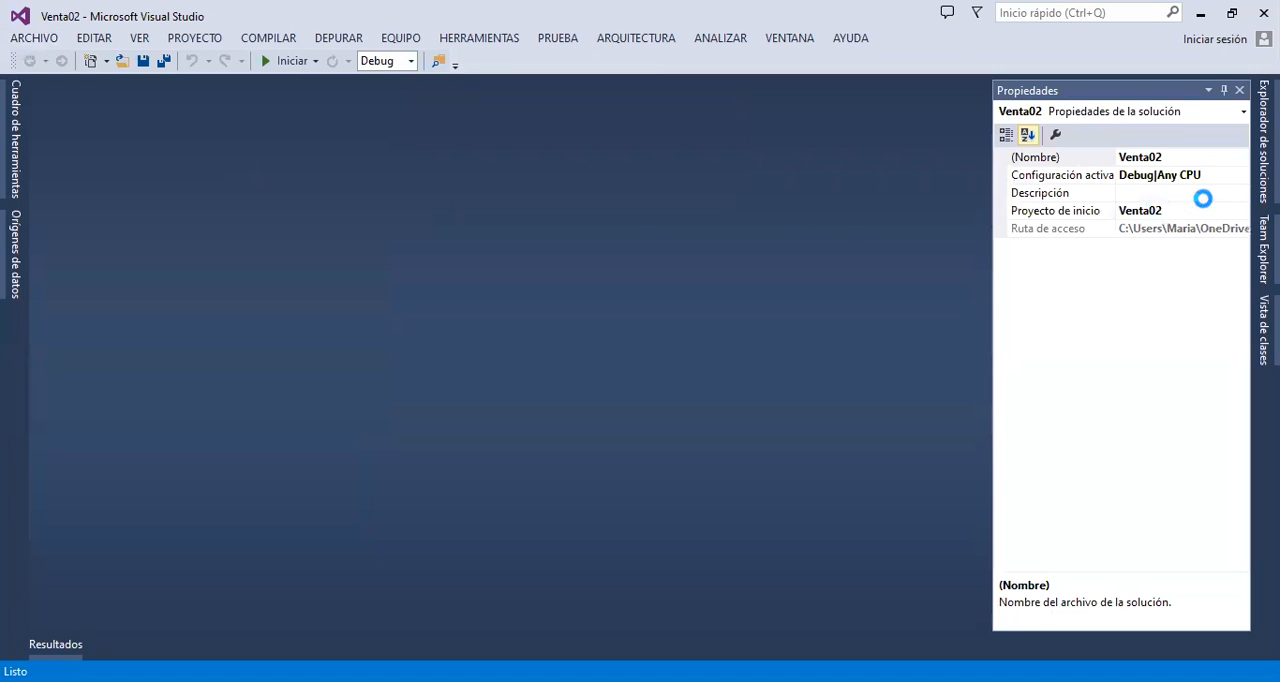 Venta02 - Microsoft Visual Studio
Inicio rápido (Ctrl+Q)
ARCHIVO EDITAR VER PROYECTO COMPILAR DEPURAR EQUIPO HERRAMIENTAS PRUEBA ARQUITECTURA ANALIZAR VENTANA AYUDA
Iniciar sesión
Iniciar Debug
Cuadro de herramientas
Orígenes de datos
Propiedades
Venta02 Propiedades de la solución
(Nombre) Venta02
Configuración activa Debug|Any CPU
Descripción
Proyecto de inicio Venta02
Ruta de acceso C:\Users\Maria\OneDrive
(Nombre)
Nombre del archivo de la solución.
Explorador de soluciones
Team Explorer
Vista de clases
Resultados
Listo